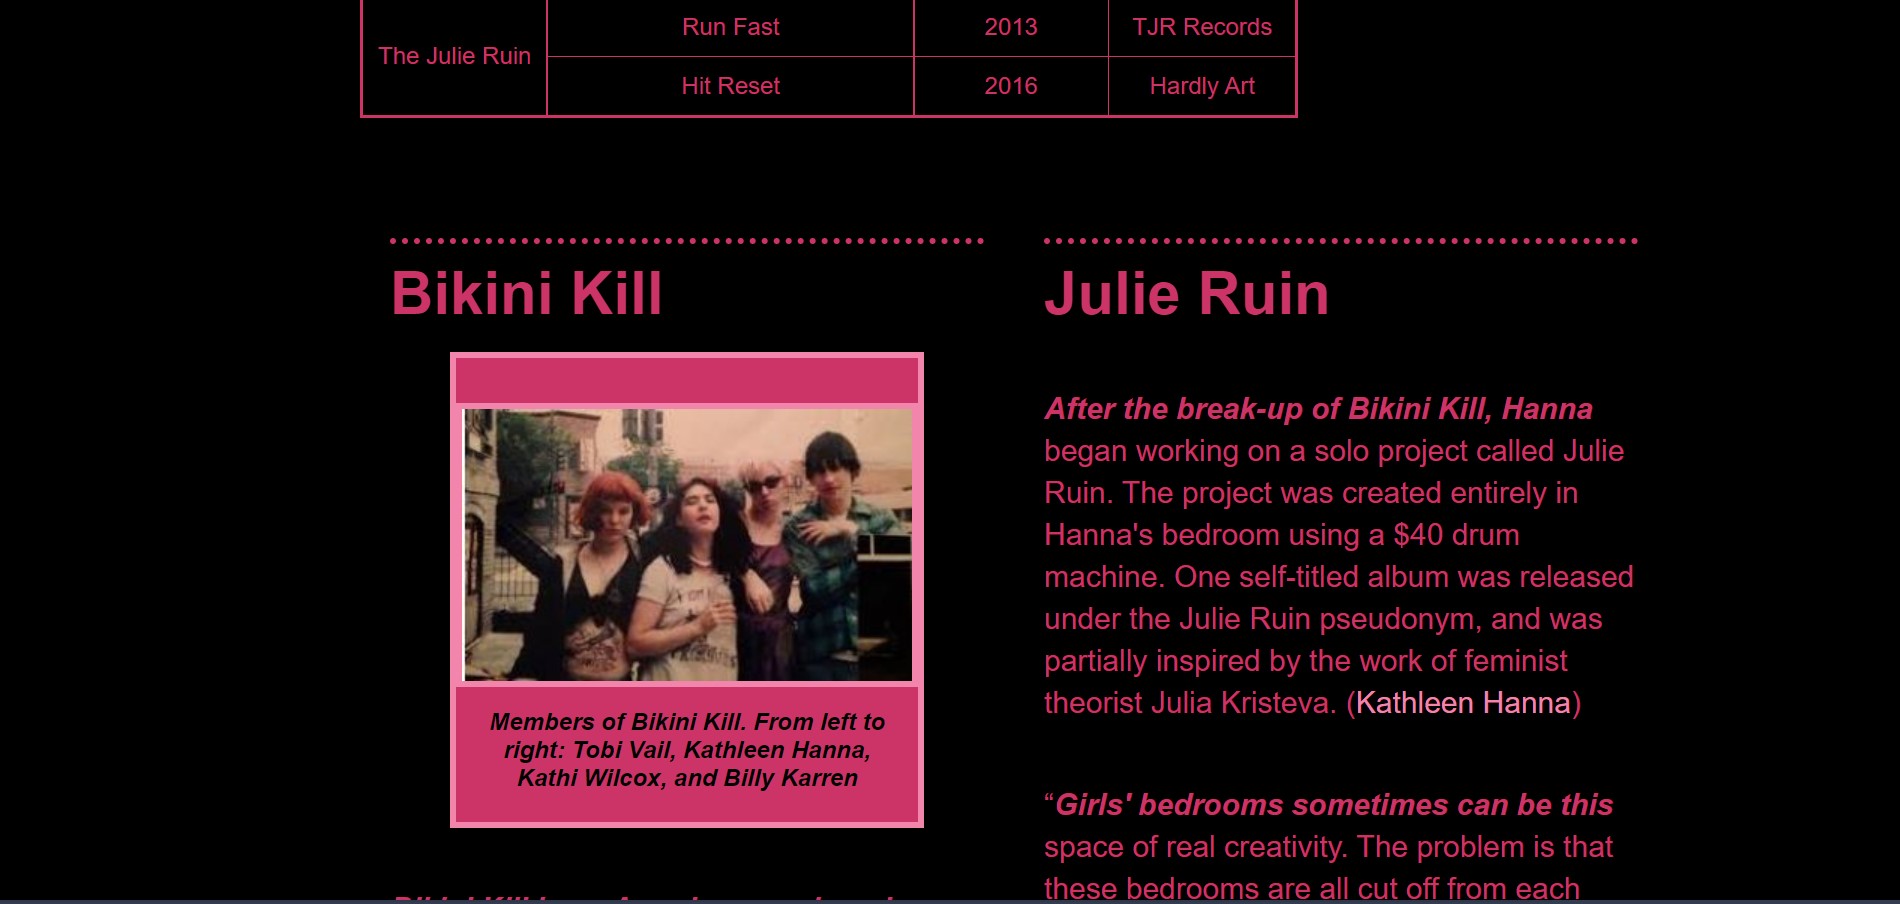 The Julie Ruin
Run Fast
2013
TJR Records
Hit Reset
2016
Hardly Art
Bikini Kill
Members of Bikini Kill. From left to
right: Tobi Vail, Kathleen Hanna,
Kathi Wilcox, and Billy Karren
Julie Ruin
After the break-up of Bikini Kill, Hanna
began working on a solo project called Julie
Ruin. The project was created entirely in
Hanna's bedroom using a $40 drum
machine. One self-titled album was released
under the Julie Ruin pseudonym, and was
partially inspired by the work of feminist
theorist Julia Kristeva. (Kathleen Hanna)
“Girls' bedrooms sometimes can be this
space of real creativity. The problem is that
these bedrooms are all cut off from each